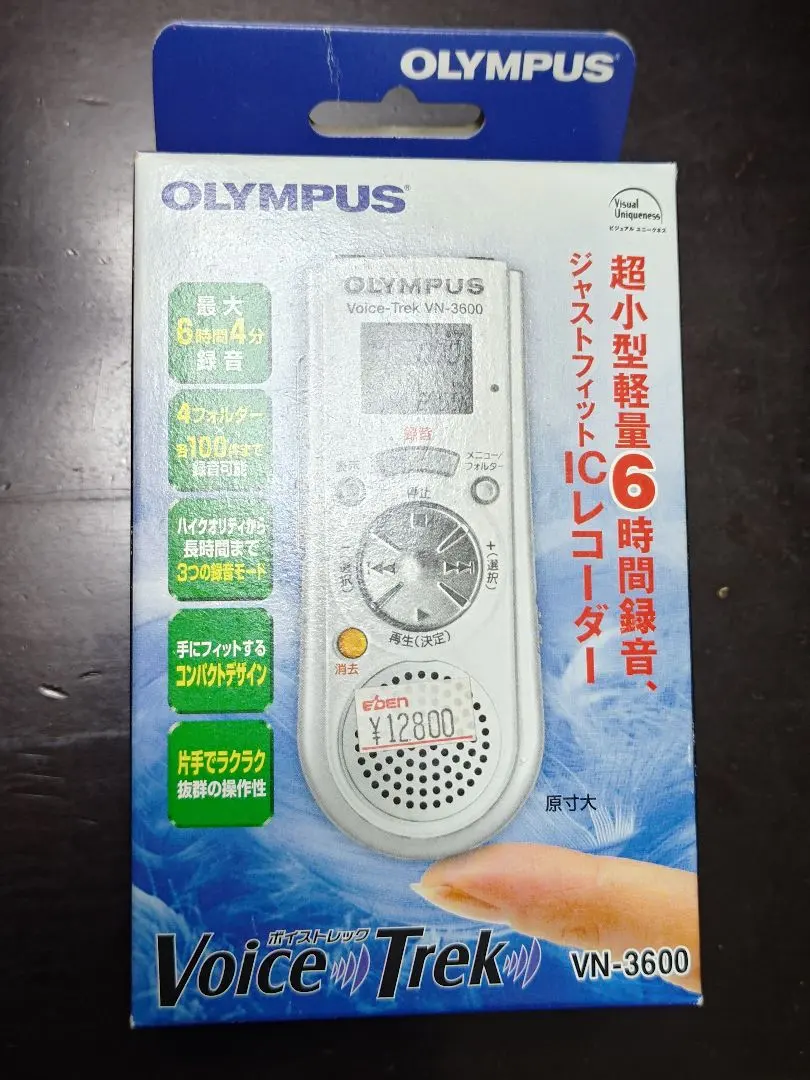 OLYMPUS
OLYMPUS
Visual
Uniqueness
ビジュアル ユニークネス
超小型軽量6時間録音、
ジャストフィットICレコーダー
最大
6時間4分
録音
4フォルダー
各100件まで
録音可能
ハイクオリティから
長時間まで
3つの録音モード
手にフィットする
コンパクトデザイン
片手でラクラク
抜群の操作性
OLYMPUS
Voice-Trek VN-3600
録音
表示
メニュー/
フォルダー
停止
+(選択)
再生(決定)
消去
EBEN
¥12800
原寸大
ボイストレック
Voice Trek
VN-3600